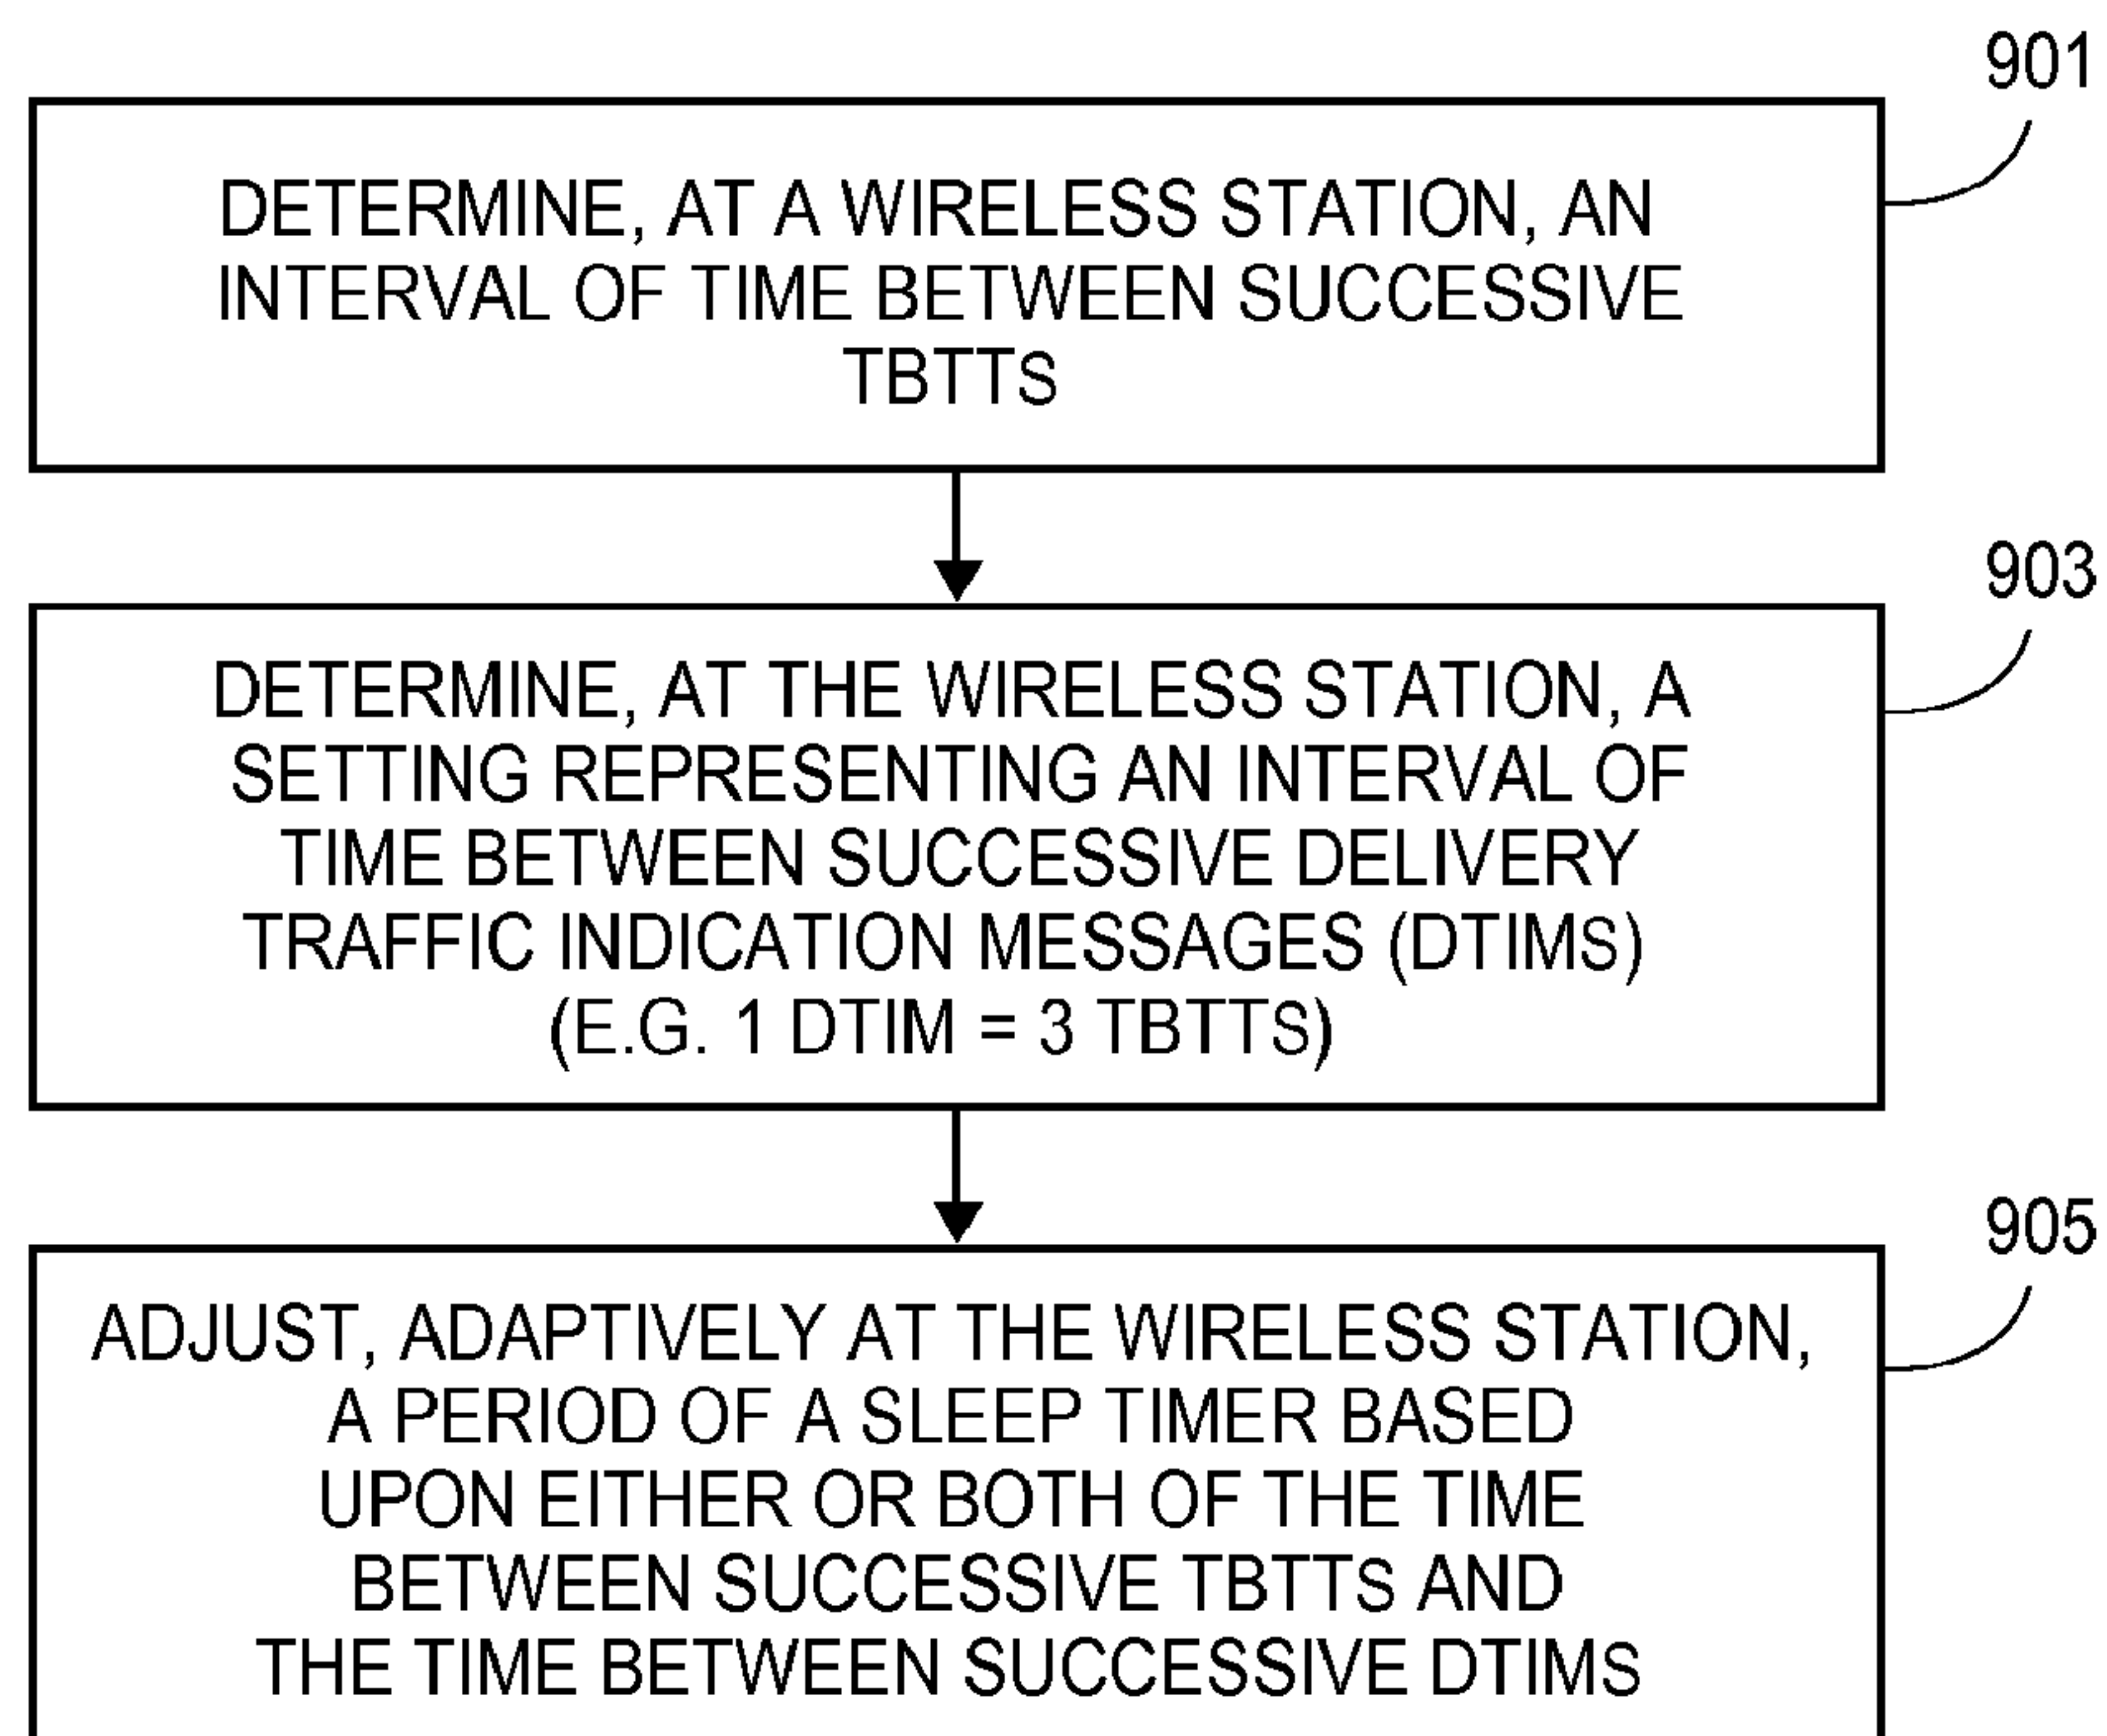 901
DETERMINE, AT A WIRELESS STATION, AN
INTERVAL OF TIME BETWEEN SUCCESSIVE
TBTTS
903
DETERMINE, AT THE WIRELESS STATION, A
SETTING REPRESENTING AN INTERVAL OF
TIME BETWEEN SUCCESSIVE DELIVERY
TRAFFIC INDICATION MESSAGES (DTIMS)
(E.G. 1 DTIM = 3 TBTTS)
905
ADJUST, ADAPTIVELY AT THE WIRELESS STATION,
A PERIOD OF A SLEEP TIMER BASED
UPON EITHER OR BOTH OF THE TIME
BETWEEN SUCCESSIVE TBTTS AND
THE TIME BETWEEN SUCCESSIVE DTIMS